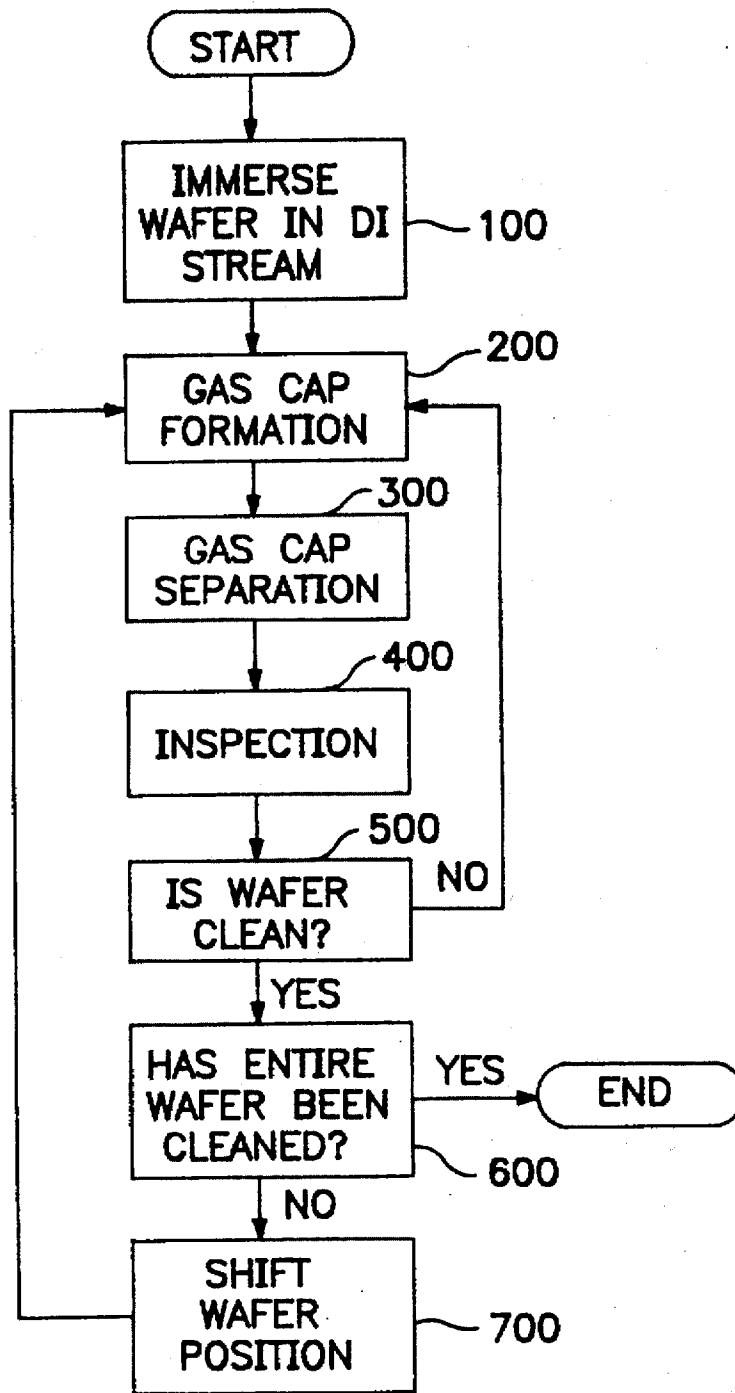 START
IMMERSE
WAFER IN DI
STREAM
100
200
GAS CAP
FORMATION
300
GAS CAP
SEPARATION
400
INSPECTION
500
IS WAFER
CLEAN?
NO
YES
HAS ENTIRE
WAFER BEEN
CLEANED?
YES
END
600
NO
SHIFT
WAFER
POSITION
700